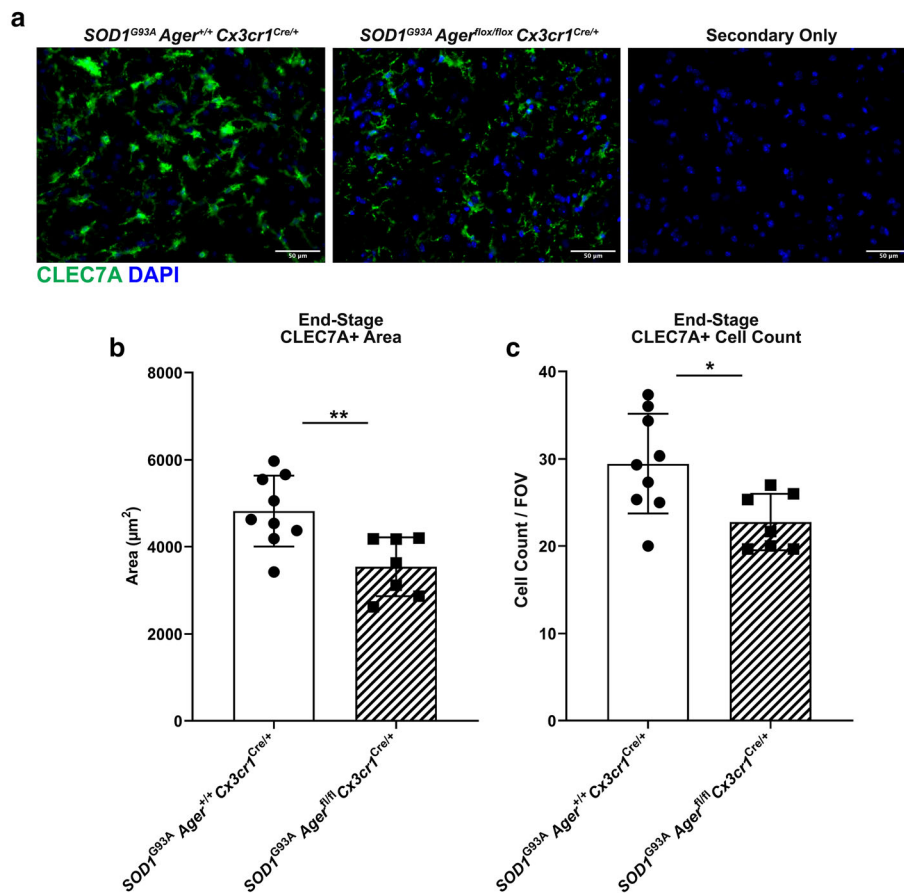 a
SOD1G93A Ager+/+ Cx3cr1Cre/+
SOD1G93A Agerflox/flox Cx3cr1Cre/+
Secondary Only
50 µm
50 µm
50 µm
CLEC7A DAPI
b
End-Stage
CLEC7A+ Area
Area (µm²)
8000
6000
4000
2000
0
**
SOD1G93A Ager+/+ Cx3cr1Cre/+
SOD1G93A Agerfl/fl Cx3cr1Cre/+
c
End-Stage
CLEC7A+ Cell Count
Cell Count / FOV
40
30
20
10
0
*
SOD1G93A Ager+/+ Cx3cr1Cre/+
SOD1G93A Agerfl/fl Cx3cr1Cre/+